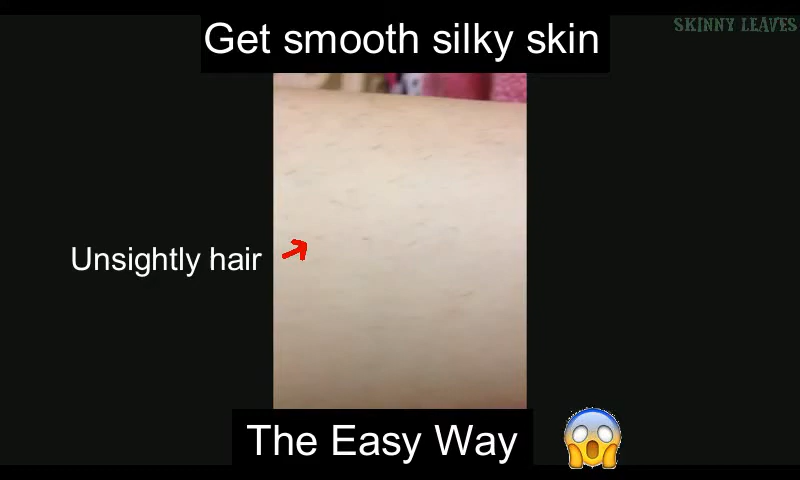 Get smooth silky skin
SKINNY LEAVES
Unsightly hair
The Easy Way